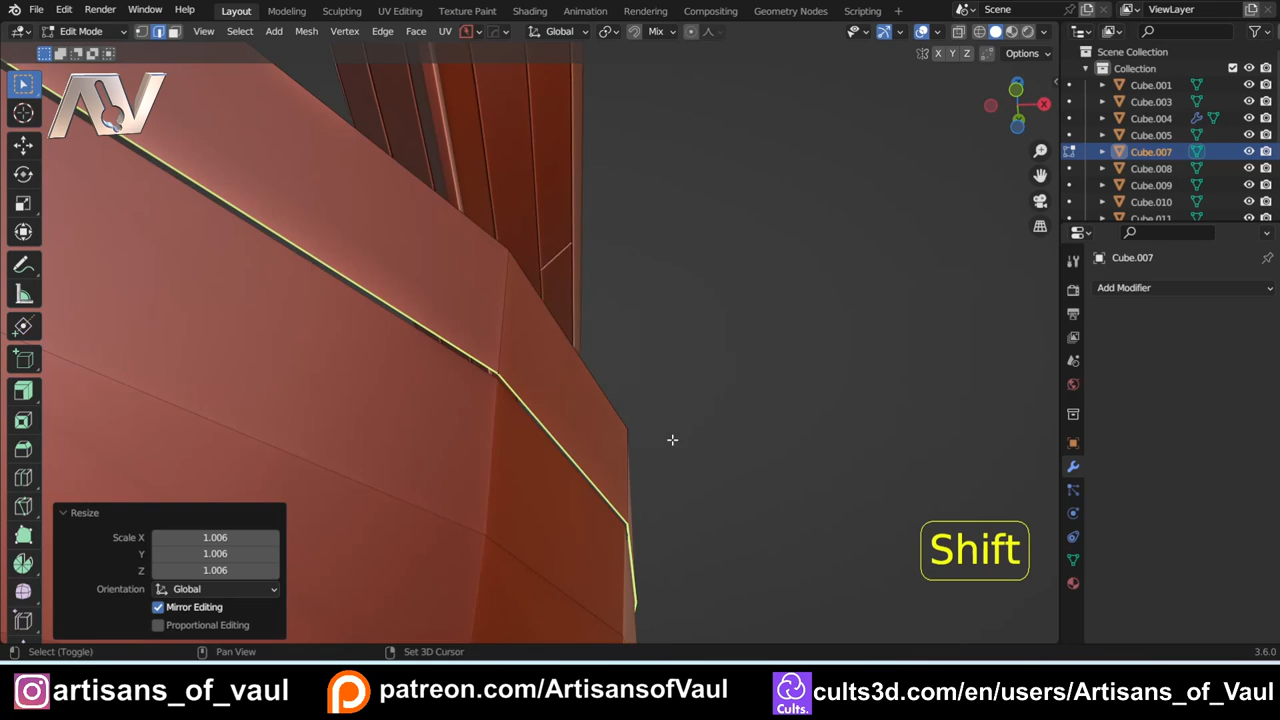 File Edit Render Window Help Layout Modeling Sculpting UV Editing Texture Paint Shading Animation Rendering Compositing Geometry Nodes Scripting + Scene ViewLayer
Edit Mode View Select Add Mesh Vertex Edge Face UV Global Mix
X Y Z Options
Scene Collection
Collection
Cube.001
Cube.003
Cube.004
Cube.005
Cube.007
Cube.008
Cube.009
Cube.010
Cube.011
AV
X
Cube.007
Add Modifier
Resize
Scale X 1.006
Y 1.006
Z 1.006
Orientation Global
Mirror Editing
Proportional Editing
Shift
Select (Toggle) Pan View Set 3D Cursor 3.6.0
artisans_of_vaul patreon.com/ArtisansofVaul Cults. cults3d.com/en/users/Artisans_of_Vaul